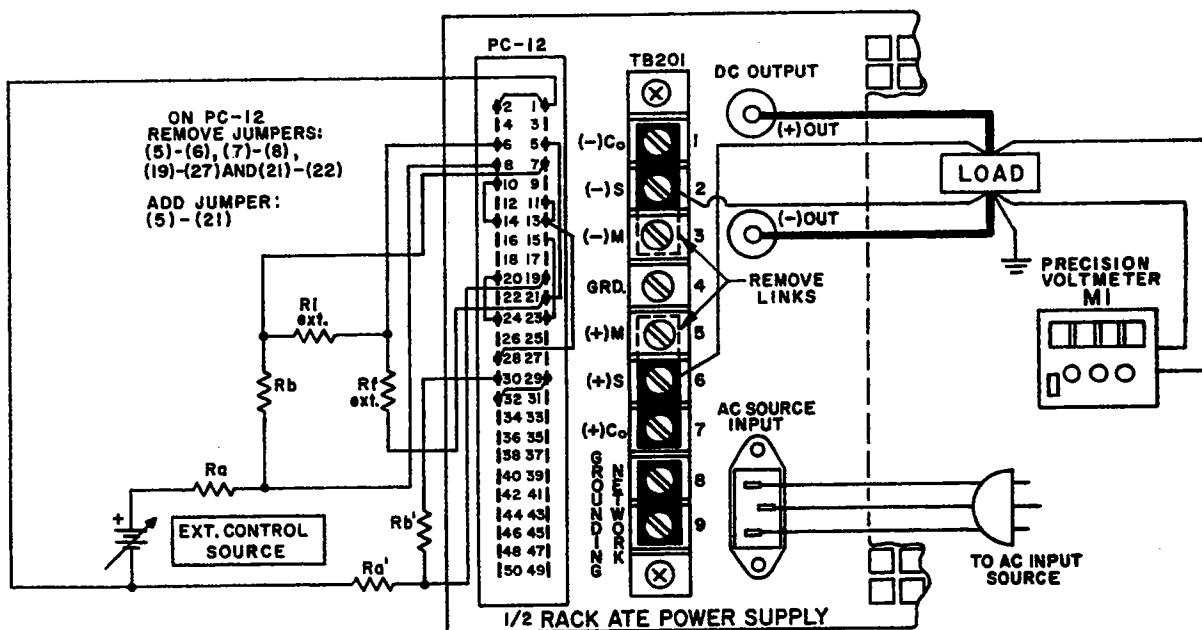 PC-12
TB201
DC OUTPUT
ON PC-12
REMOVE JUMPERS:
(5)-(6), (7)-(8),
(19)-(27) AND (21)-(22)
ADD JUMPER:
(5)-(21)
2 1
4 3
6 5
8 7
10 9
12 11
14 13
16 15
18 17
20 19
22 21
24 23
26 25
28 27
30 29
32 31
34 33
36 35
38 37
40 39
42 41
44 43
46 45
48 47
50 49
(-)Co 1
(-)S 2
(-)M 3
GRD. 4
(+)M 5
(+)S 6
(+)Co 7
8
9
GROUNDING
NETWORK
(+)OUT
LOAD
(-)OUT
REMOVE
LINKS
PRECISION
VOLTMETER
M1
AC SOURCE
INPUT
TO AC INPUT
SOURCE
Ri
ext.
Rb
Rf
ext.
Ra
+
EXT. CONTROL
SOURCE
Rb'
Ra'
1/2 RACK ATE POWER SUPPLY